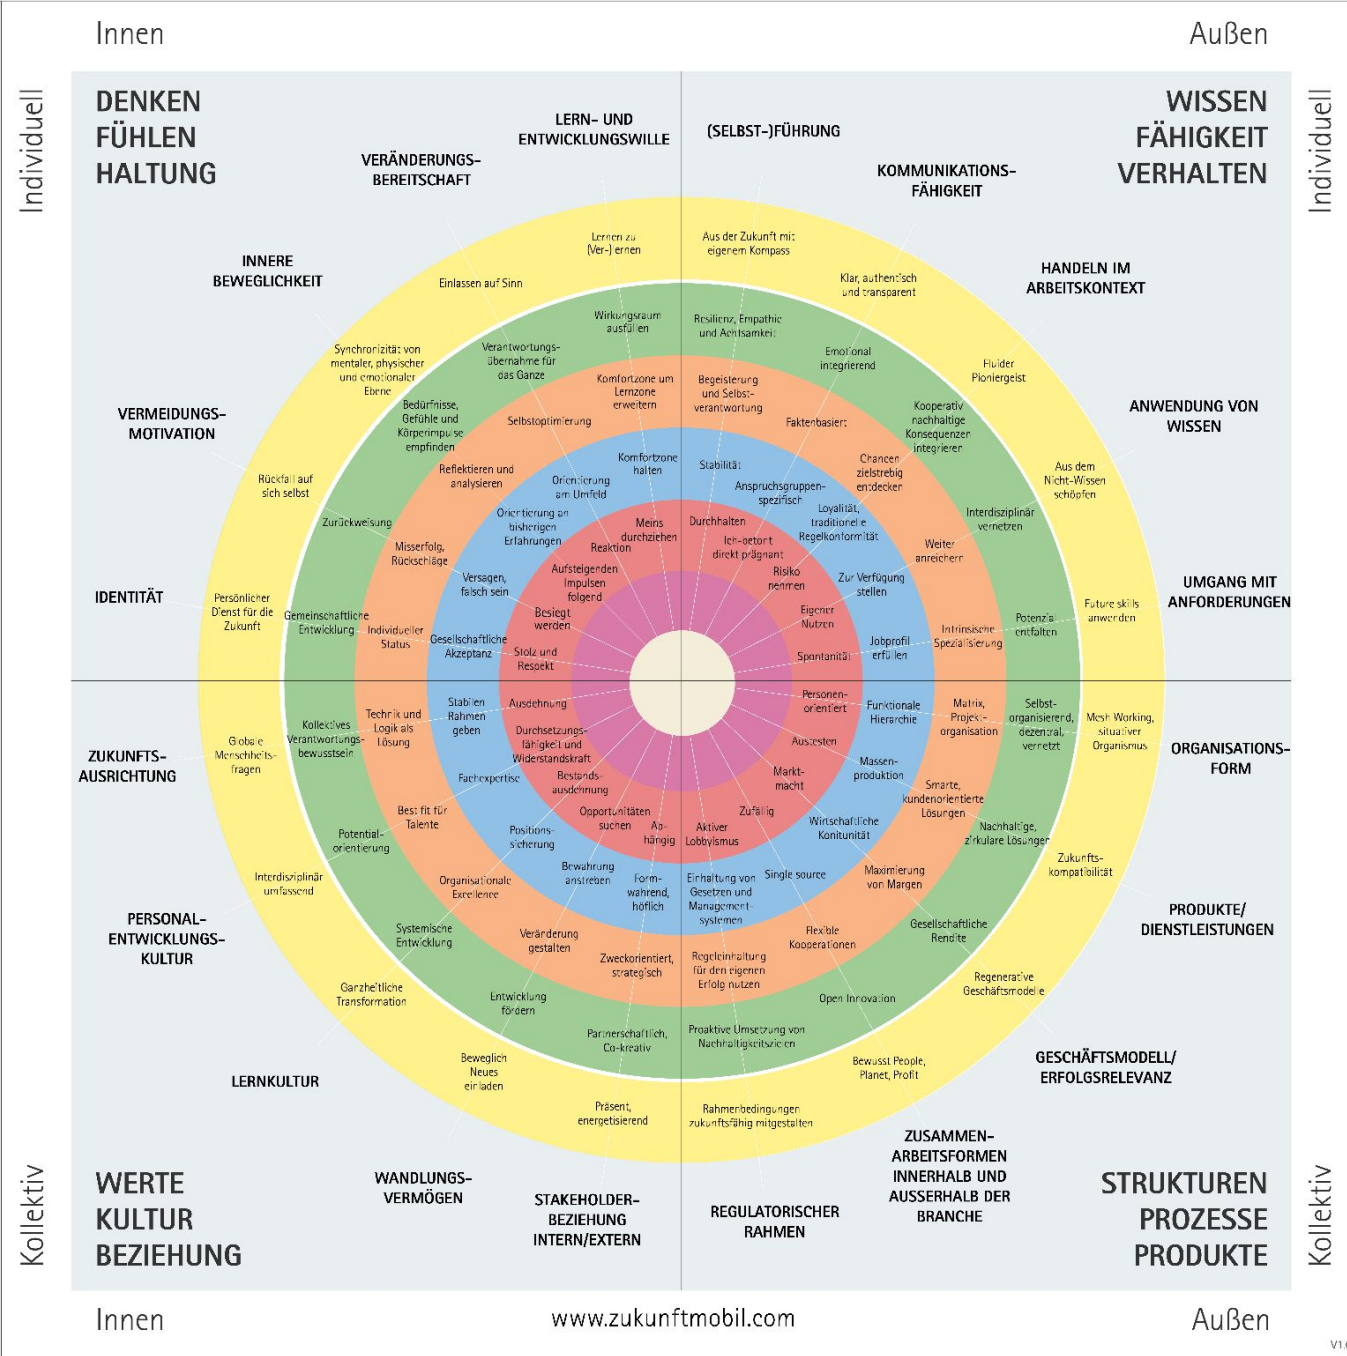 Innen
Außen
Individuell
Individuell
DENKEN
FÜHLEN
HALTUNG
WISSEN
FÄHIGKEIT
VERHALTEN
LERN- UND
ENTWICKLUNGSWILLE
(SELBST-)FÜHRUNG
VERÄNDERUNGS-
BEREITSCHAFT
KOMMUNIKATIONS-
FÄHIGKEIT
INNERE
BEWEGLICHKEIT
HANDELN IM
ARBEITSKONTEXT
VERMEIDUNGS-
MOTIVATION
ANWENDUNG VON
WISSEN
IDENTITÄT
UMGANG MIT
ANFORDERUNGEN
Lernen zu
(Ver-) ernen
Wirkungsraum
ausfüllen
Komfortzone um
Lernzone
erweitern
Komfortzone
halten
Meins
durchziehen
Einlassen auf Sinn
Verantwortungs-
übernahme für
das Ganze
Selbstoptimierung
Orientierung
am Umfeld
Reaktion
Synchronizität von
mentaler, physischer
und emotionaler
Ebene
Bedürfnisse,
Gefühle und
Körperimpulse
empfinden
Reflektieren und
analysieren
Orientierung an
bisherigen
Erfahrungen
Aufsteigenden
Impulsen
folgend
Rückfall auf
sich selbst
Zurückweisung
Misserfolg,
Rückschläge
Versagen,
falsch sein
Besiegt
werden
Persönlicher
Dienst für die
Zukunft
Gemeinschaftliche
Entwicklung
Individueller
Status
Gesellschaftliche
Akzeptanz
Stolz und
Respekt
Aus der Zukunft mit
eigenem Kompass
Resilienz, Empathie
und Achtsamkeit
Begeisterung
und Selbst-
verantwortung
Stabilität
Durchhalten
Klar, authentisch
und transparent
Emotional
integrierend
Faktenbasiert
Anspruchsgruppen-
spezifisch
Ich-betont
direkt prägnant
Fluider
Pioniergeist
Kooperativ
nachhaltige
Konsequenzen
integrieren
Chancen
zielstrebig
entdecken
Loyalität,
traditionelle
Regelkonformität
Risiko
nehmen
Aus dem
Nicht-Wissen
schöpfen
Interdisziplinär
vernetzen
Weiter
anreichern
Zur Verfügung
stellen
Eigener
Nutzen
Future skills
anwenden
Potenzia
entfalten
Intrinsische
Spezialisierung
Jobprofil
erfüllen
Spontanität
Globale
Menschheits-
fragen
Kollektives
Verantwortungs-
bewusstsein
Technik und
Logik als
Lösung
Stabilen
Rahmen
geben
Ausdehnung
Interdisziplinär
umfassend
Potential-
orientierung
Best fit für
Talente
Fachexpertise
Durchsetzungs-
fähigkeit und
Widerstandskraft
Ganzheitliche
Transformation
Systemische
Entwicklung
Organisationale
Excellence
Positions-
sicherung
Bestands-
ausdehnung
Beweglich
Neues
einladen
Entwicklung
fördern
Veränderung
gestalten
Bewahrung
anstreben
Opportunitäten
suchen
Präsent,
energetisierend
Partnerschaftlich,
Co-kreativ
Zweckorientiert,
strategisch
Form-
wahrend,
höflich
Ab-
hängig
Mesh Working,
situativer
Organismus
Selbst-
organisierend,
dezentral,
vernetzt
Matrix,
Projekt-
organisation
Funktionale
Hierarchie
Personen-
orientiert
Zukunfts-
kompatibilität
Nachhaltige,
zirkulare Lösungen
Smarte,
kundenorientierte
Lösungen
Massen-
produktion
Austesten
Regenerative
Geschäftsmodelle
Gesellschaftliche
Rendite
Maximierung
von Margen
Wirtschaftliche
Konitunität
Markt-
macht
Bewusst People,
Planet, Profit
Open Innovation
Flexible
Kooperationen
Single source
Zufällig
Rahmenbedingungen
zukunftsfähig mitgestalten
Proaktive Umsetzung von
Nachhaltigkeitszielen
Regeleinhaltung
für den eigenen
Erfolg nutzen
Einhaltung von
Gesetzen und
Management-
systemen
Aktiver
Lobbyismus
ZUKUNFTS-
AUSRICHTUNG
ORGANISATIONS-
FORM
PERSONAL-
ENTWICKLUNGS-
KULTUR
PRODUKTE/
DIENSTLEISTUNGEN
LERNKULTUR
GESCHÄFTSMODELL/
ERFOLGSRELEVANZ
WANDLUNGS-
VERMÖGEN
ZUSAMMEN-
ARBEITSFORMEN
INNERHALB UND
AUSSERHALB DER
BRANCHE
STAKEHOLDER-
BEZIEHUNG
INTERN/EXTERN
REGULATORISCHER
RAHMEN
WERTE
KULTUR
BEZIEHUNG
STRUKTUREN
PROZESSE
PRODUKTE
Kollektiv
Kollektiv
Innen
www.zukunftmobil.com
Außen